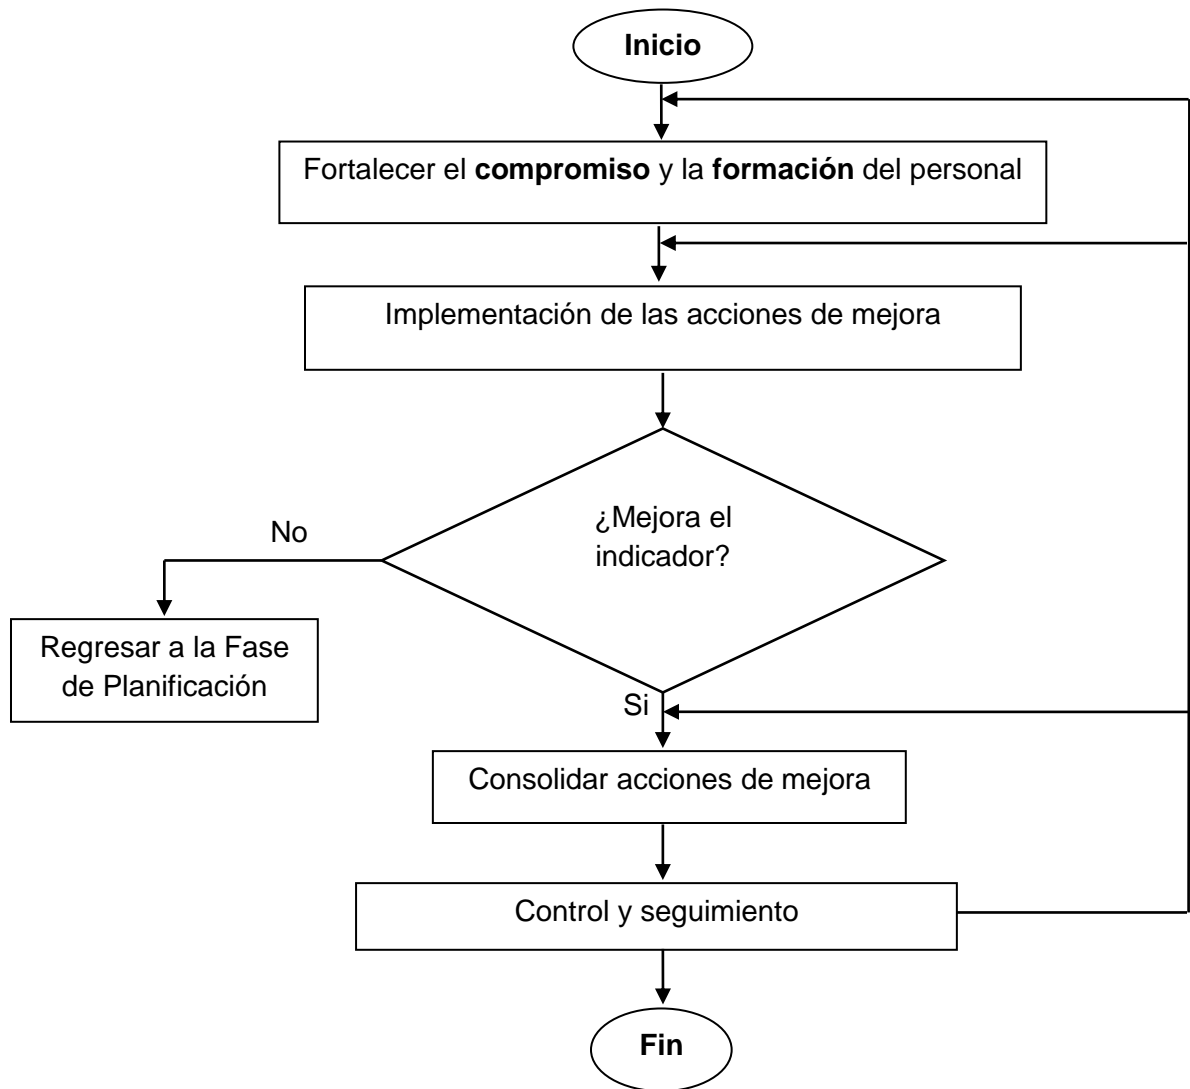 Inicio
Fortalecer el compromiso y la formación del personal
Implementación de las acciones de mejora
¿Mejora el
indicador?
No
Regresar a la Fase
de Planificación
Si
Consolidar acciones de mejora
Control y seguimiento
Fin